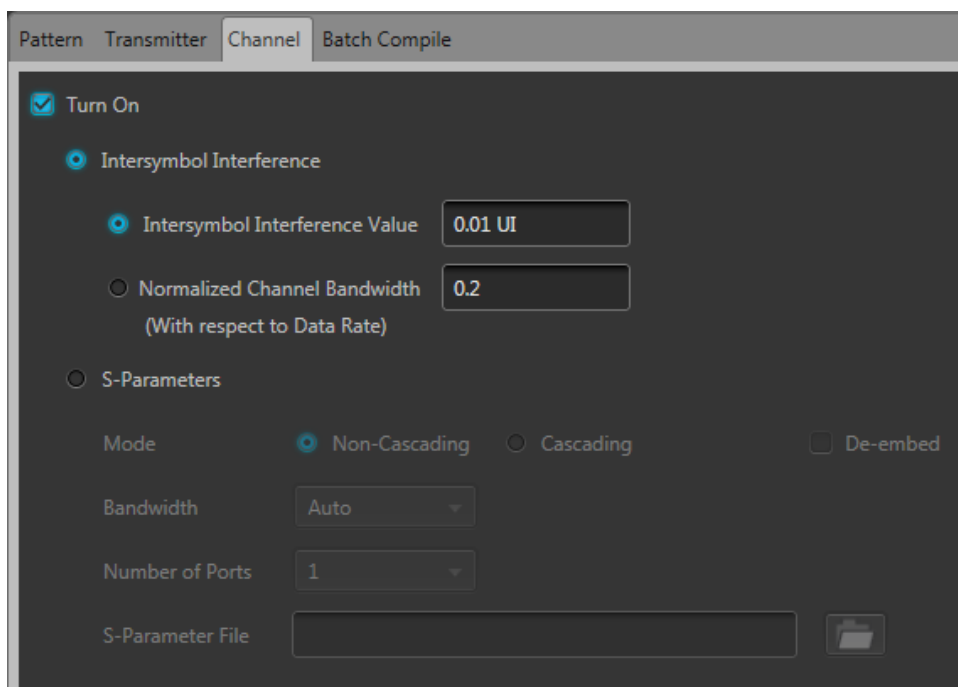 Pattern Transmitter Channel Batch Compile
Turn On
Intersymbol Interference
Intersymbol Interference Value 0.01 UI
Normalized Channel Bandwidth 0.2
(With respect to Data Rate)
S-Parameters
Mode Non-Cascading Cascading De-embed
Bandwidth Auto
Number of Ports 1
S-Parameter File